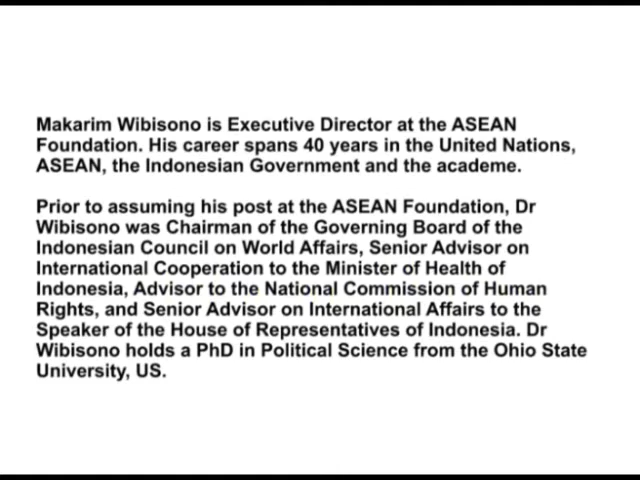 Makarim Wibisono is Executive Director at the ASEAN
Foundation. His career spans 40 years in the United Nations,
ASEAN, the Indonesian Government and the academe.
Prior to assuming his post at the ASEAN Foundation, Dr
Wibisono was Chairman of the Governing Board of the
Indonesian Council on World Affairs, Senior Advisor on
International Cooperation to the Minister of Health of
Indonesia, Advisor to the National Commission of Human
Rights, and Senior Advisor on International Affairs to the
Speaker of the House of Representatives of Indonesia. Dr
Wibisono holds a PhD in Political Science from the Ohio State
University, US.